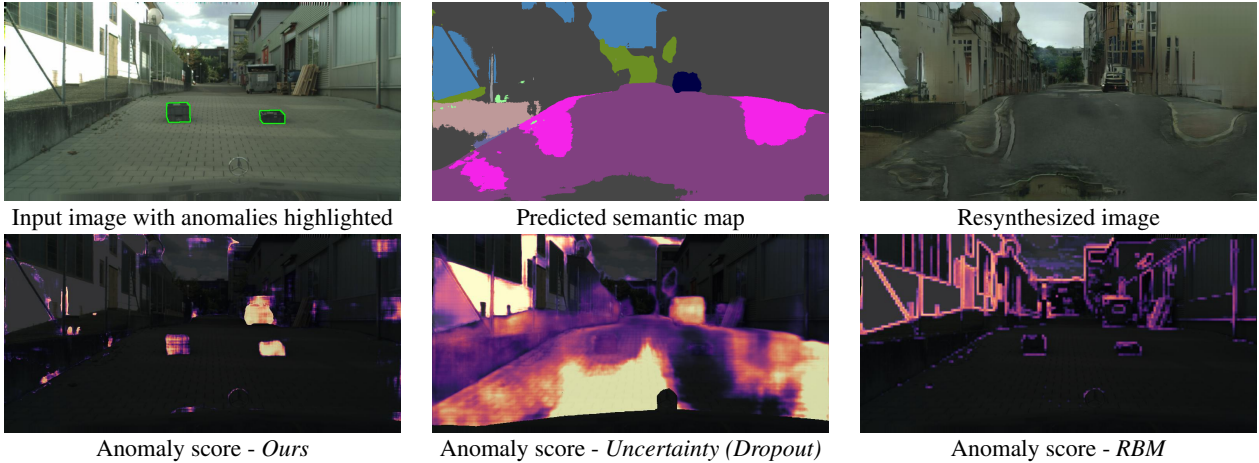 Input image with anomalies highlighted
Predicted semantic map
Resynthesized image
Anomaly score - Ours
Anomaly score - Uncertainty (Dropout)
Anomaly score - RBM